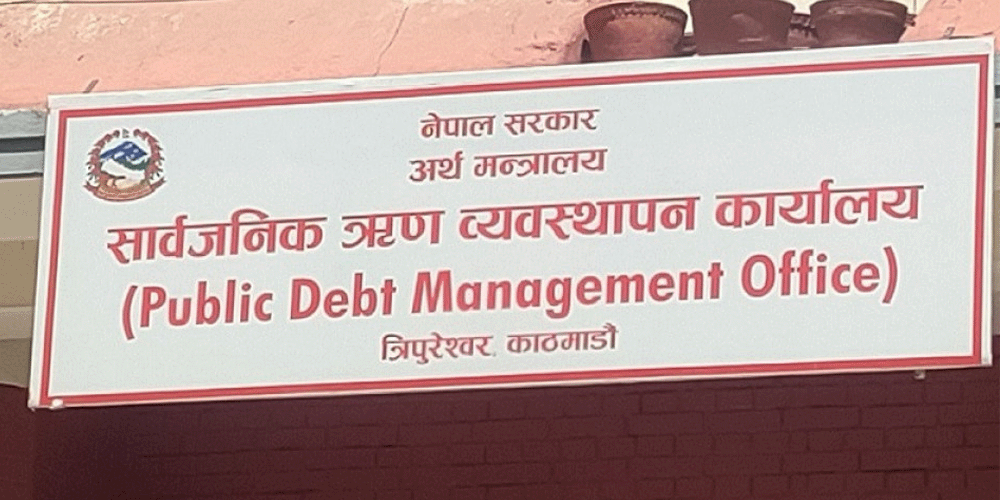 नेपाल सरकार
अर्थ मन्त्रालय
सार्वजनिक ऋण व्यवस्थापन कार्यालय
(Public Debt Management Office)
त्रिपुरेश्वर, काठमाडौं